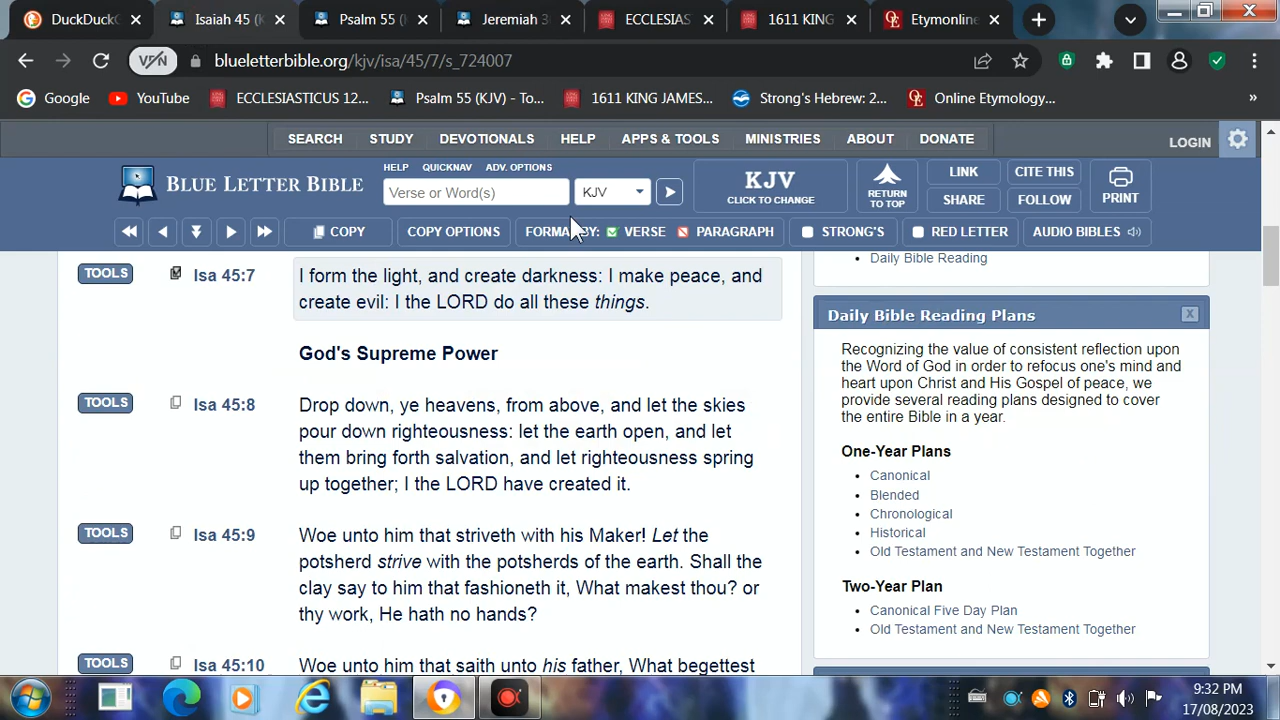 DuckDuckG
Isaiah 45 (K
Psalm 55 (
Jeremiah 3
ECCLESIAS
1611 KING
Etymonline
VPN
blueletterbible.org/kjv/isa/45/7/s_724007
Google
YouTube
ECCLESIASTICUS 12...
Psalm 55 (KJV) - To...
1611 KING JAMES...
Strong's Hebrew: 2...
Online Etymology...
»
SEARCH
STUDY
DEVOTIONALS
HELP
APPS & TOOLS
MINISTRIES
ABOUT
DONATE
LOGIN
BLUE LETTER BIBLE
HELP
QUICKNAV
ADV. OPTIONS
Verse or Word(s)
KJV
KJV
CLICK TO CHANGE
RETURN
TO TOP
LINK
CITE THIS
SHARE
FOLLOW
PRINT
COPY
COPY OPTIONS
FORMAT BY:
VERSE
PARAGRAPH
STRONG'S
RED LETTER
AUDIO BIBLES
TOOLS
Isa 45:7
I form the light, and create darkness: I make peace, and
create evil: I the LORD do all these things.
God's Supreme Power
TOOLS
Isa 45:8
Drop down, ye heavens, from above, and let the skies
pour down righteousness: let the earth open, and let
them bring forth salvation, and let righteousness spring
up together; I the LORD have created it.
TOOLS
Isa 45:9
Woe unto him that striveth with his Maker! Let the
potsherd strive with the potsherds of the earth. Shall the
clay say to him that fashioneth it, What makest thou? or
thy work, He hath no hands?
TOOLS
Isa 45:10
Woe unto him that saith unto his father, What begettest
Daily Bible Reading
Daily Bible Reading Plans
X
Recognizing the value of consistent reflection upon
the Word of God in order to refocus one's mind and
heart upon Christ and His Gospel of peace, we
provide several reading plans designed to cover
the entire Bible in a year.
One-Year Plans
Canonical
Blended
Chronological
Historical
Old Testament and New Testament Together
Two-Year Plan
Canonical Five Day Plan
Old Testament and New Testament Together
9:32 PM
17/08/2023